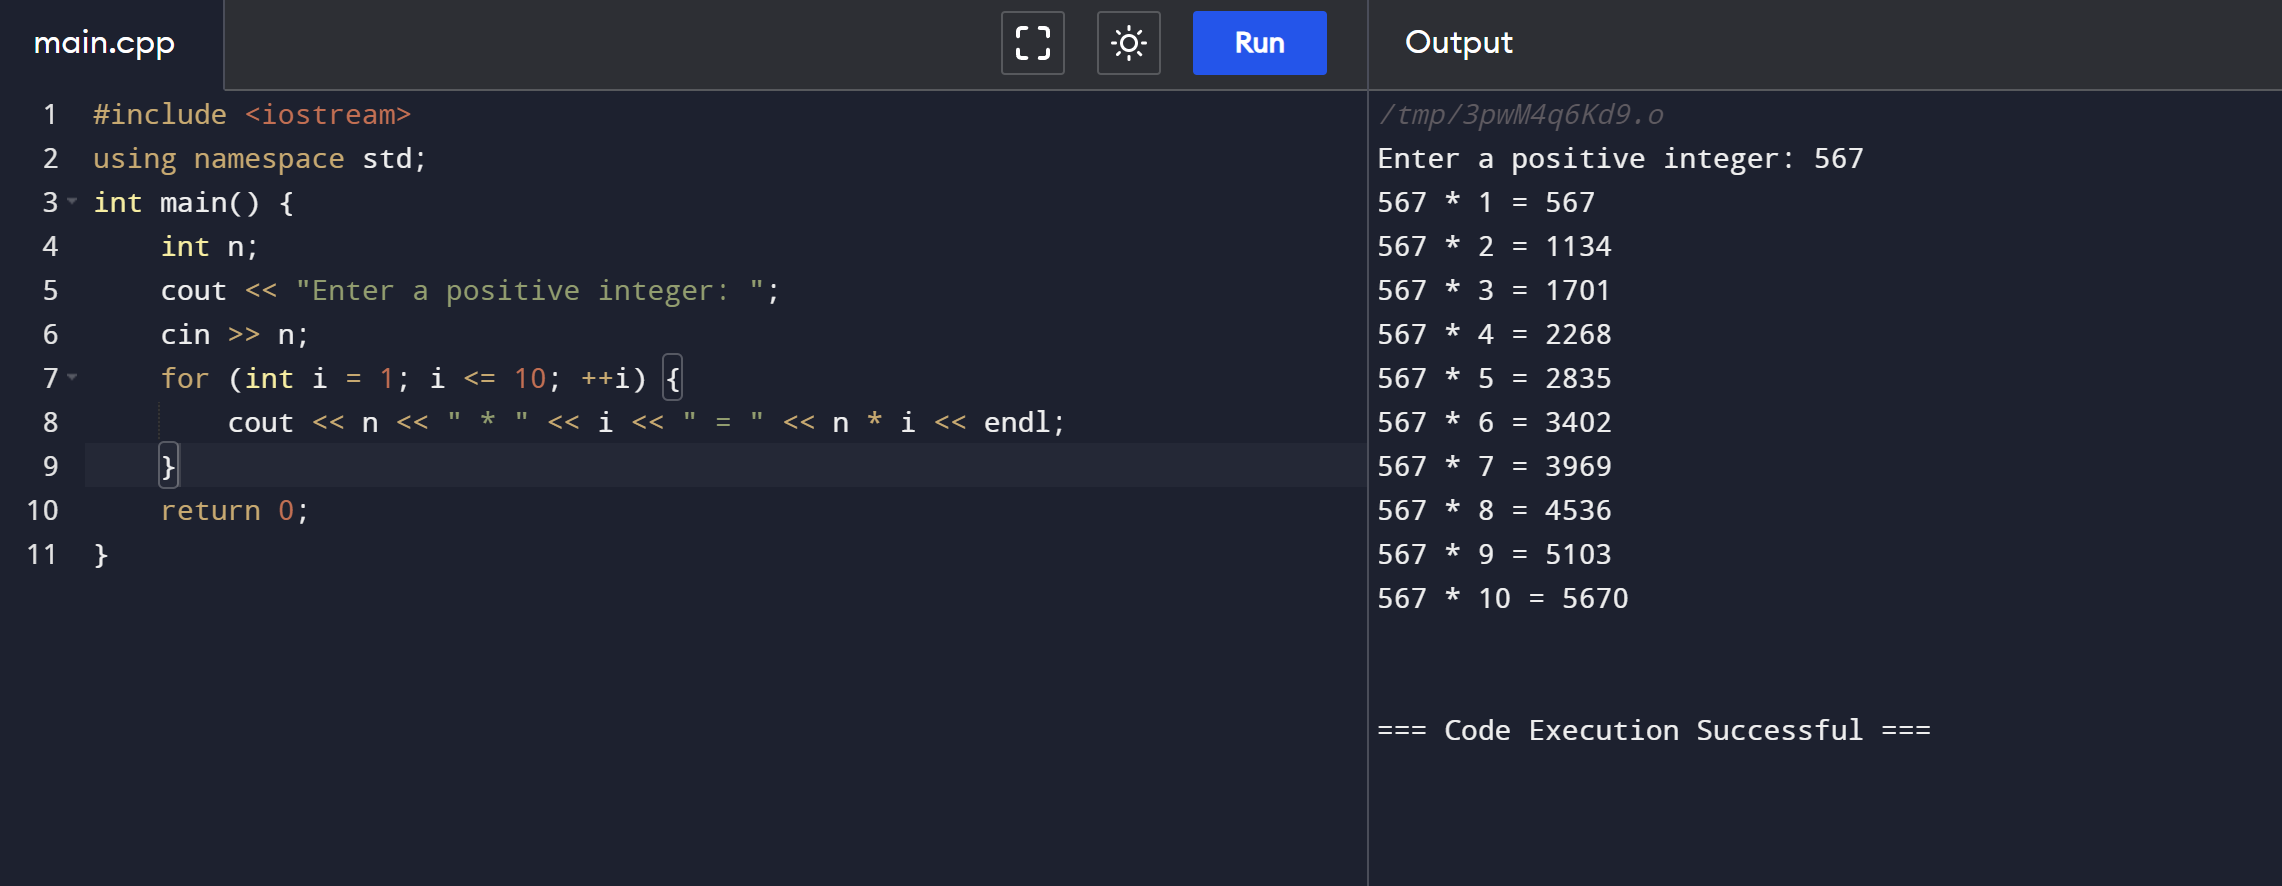 main.cpp
Run
Output
1 #include <iostream>
2 using namespace std;
3 int main() {
4     int n;
5     cout << "Enter a positive integer: ";
6     cin >> n;
7     for (int i = 1; i <= 10; ++i) {
8         cout << n << " * " << i << " = " << n * i << endl;
9     }
10     return 0;
11 }
/tmp/3pwM4q6Kd9.o
Enter a positive integer: 567
567 * 1 = 567
567 * 2 = 1134
567 * 3 = 1701
567 * 4 = 2268
567 * 5 = 2835
567 * 6 = 3402
567 * 7 = 3969
567 * 8 = 4536
567 * 9 = 5103
567 * 10 = 5670
=== Code Execution Successful ===